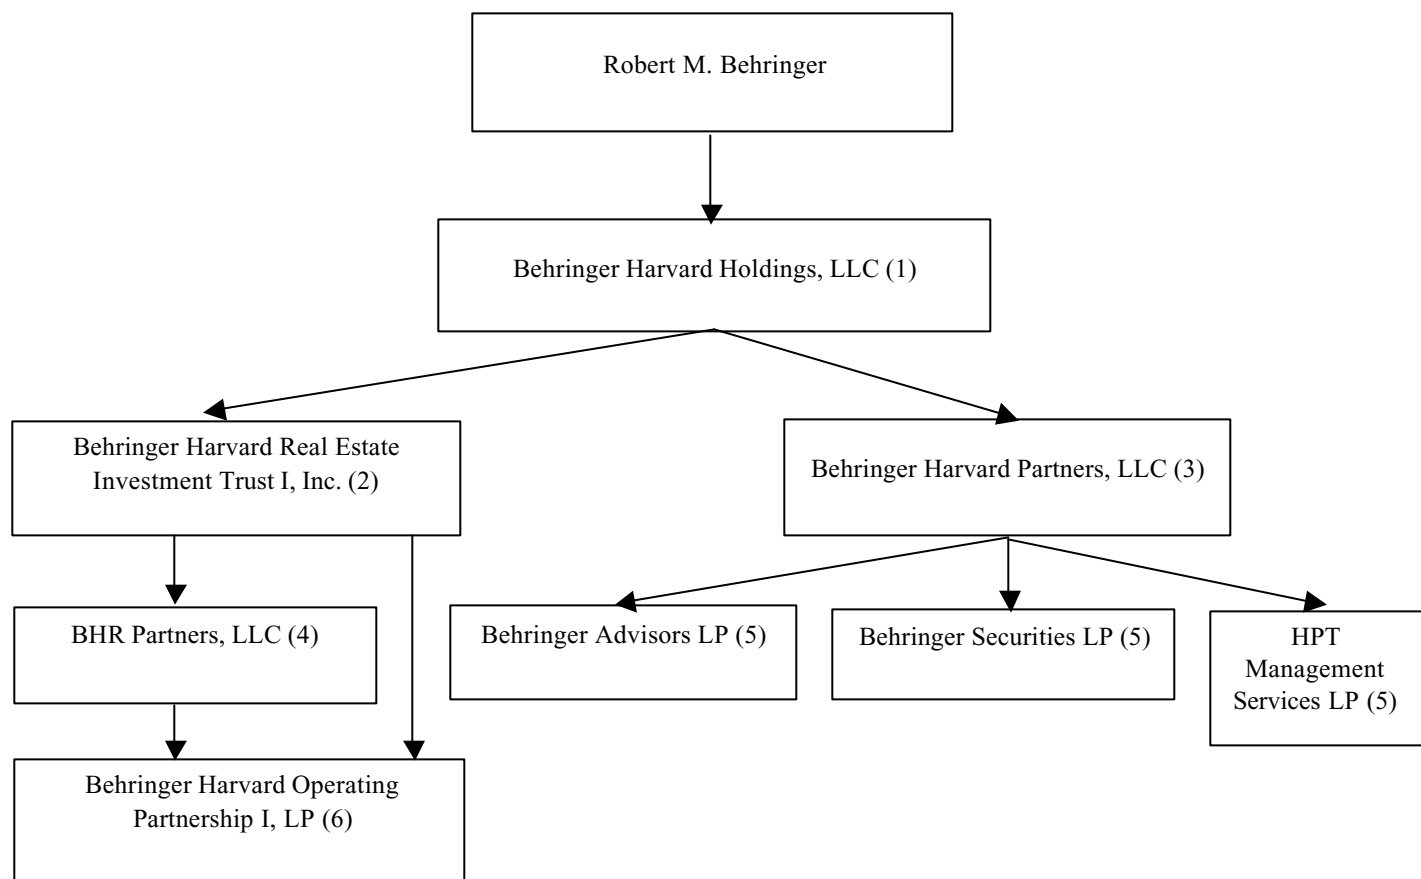 Robert M. Behringer
Behringer Harvard Holdings, LLC (1)
Behringer Harvard Real Estate
Investment Trust I, Inc. (2)
Behringer Harvard Partners, LLC (3)
BHR Partners, LLC (4)
Behringer Advisors LP (5)
Behringer Securities LP (5)
HPT
Management
Services LP (5)
Behringer Harvard Operating
Partnership I, LP (6)